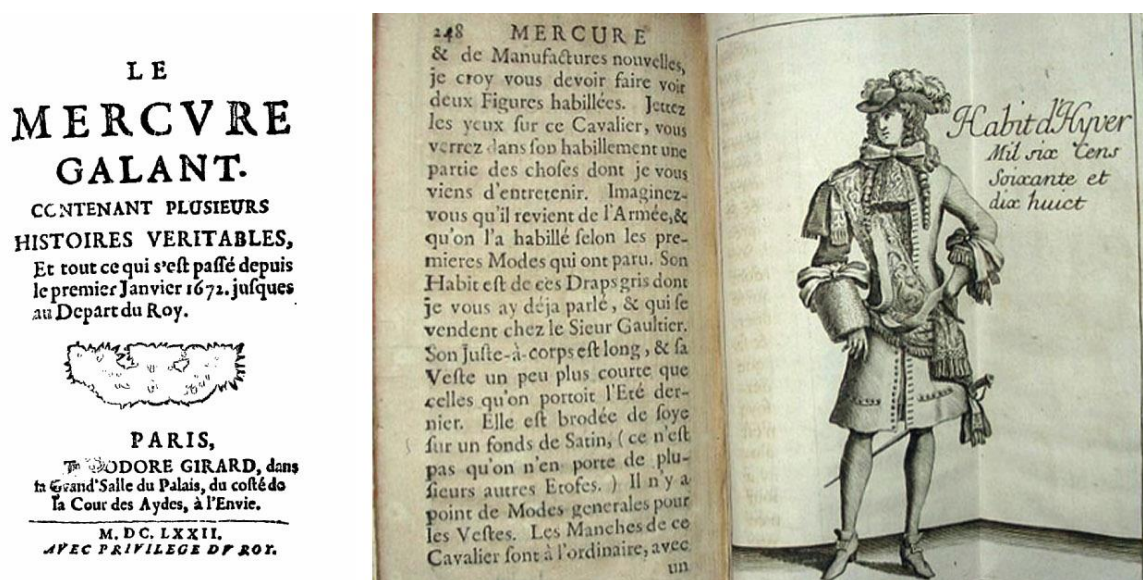 LE
MERCVRE
GALANT.
CONTENANT PLUSIEURS
HISTOIRES VERITABLES,
Et tout ce qui s'eſt paſſé depuis
le premier Janvier 1672. juſques
au Depart du Roy.
PARIS,
ODORE GIRARD, dans
la Grand'Salle du Palais, du coſté de
la Cour des Aydes, à l'Envie.
M. DC. LXXII.
AVEC PRIVILEGE DV ROY.
248 MERCURE
& de Manufactures nouvelles,
je croy vous devoir faire voir
deux Figures habillées. Jettez
les yeux ſur ce Cavalier, vous
verrez dans ſon habillement une
partie des choſes dont je vous
viens d'entretenir. Imaginez-
vous qu'il revient de l'Armée, &
qu'on l'a habillé ſelon les pre-
mieres Modes qui ont paru. Son
Habit eſt de ces Draps gris dont
je vous ay déja parlé, & qui ſe
vendent chez le Sieur Gaultier.
Son Juſte-à-corps eſt long, & ſa
Veſte un peu plus courte que
celles qu'on portoit l'Eté der-
nier. Elle eſt brodée de ſoye
ſur un fonds de Satin, (ce n'eſt
pas qu'on n'en porte de plu-
ſieurs autres Etofes.) Il n'y a
point de Modes generales pour
les Veſtes. Les Manches de ce
Cavalier ſont à l'ordinaire, avec
un
Habit d'Hyver
Mil six Cens
Soixante et
dix huict